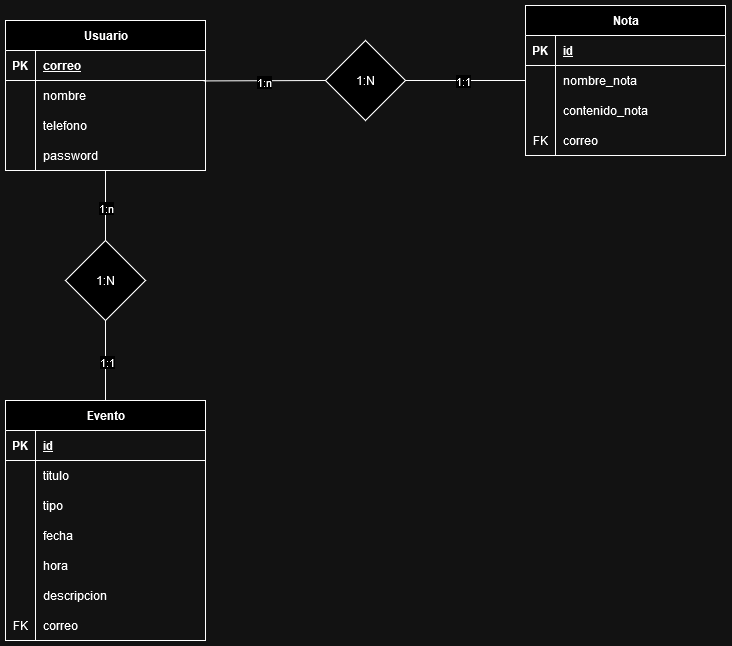 Usuario
PK correo
nombre
telefono
password
1:n
1:N
1:1
Nota
PK id
nombre_nota
contenido_nota
FK correo
1:n
1:N
1:1
Evento
PK id
titulo
tipo
fecha
hora
descripcion
FK correo